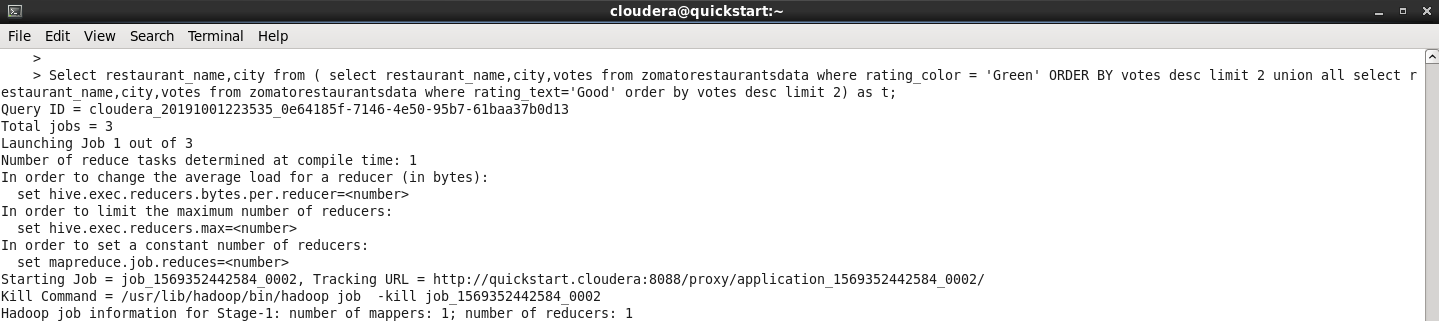 cloudera@quickstart:~
File Edit View Search Terminal Help
>
> Select restaurant_name,city from ( select restaurant_name,city,votes from zomatorestaurantsdata where rating_color = 'Green' ORDER BY votes desc limit 2 union all select r
estaurant_name,city,votes from zomatorestaurantsdata where rating_text='Good' order by votes desc limit 2) as t;
Query ID = cloudera_20191001223535_0e64185f-7146-4e50-95b7-61baa37b0d13
Total jobs = 3
Launching Job 1 out of 3
Number of reduce tasks determined at compile time: 1
In order to change the average load for a reducer (in bytes):
  set hive.exec.reducers.bytes.per.reducer=<number>
In order to limit the maximum number of reducers:
  set hive.exec.reducers.max=<number>
In order to set a constant number of reducers:
  set mapreduce.job.reduces=<number>
Starting Job = job_1569352442584_0002, Tracking URL = http://quickstart.cloudera:8088/proxy/application_1569352442584_0002/
Kill Command = /usr/lib/hadoop/bin/hadoop job  -kill job_1569352442584_0002
Hadoop job information for Stage-1: number of mappers: 1; number of reducers: 1